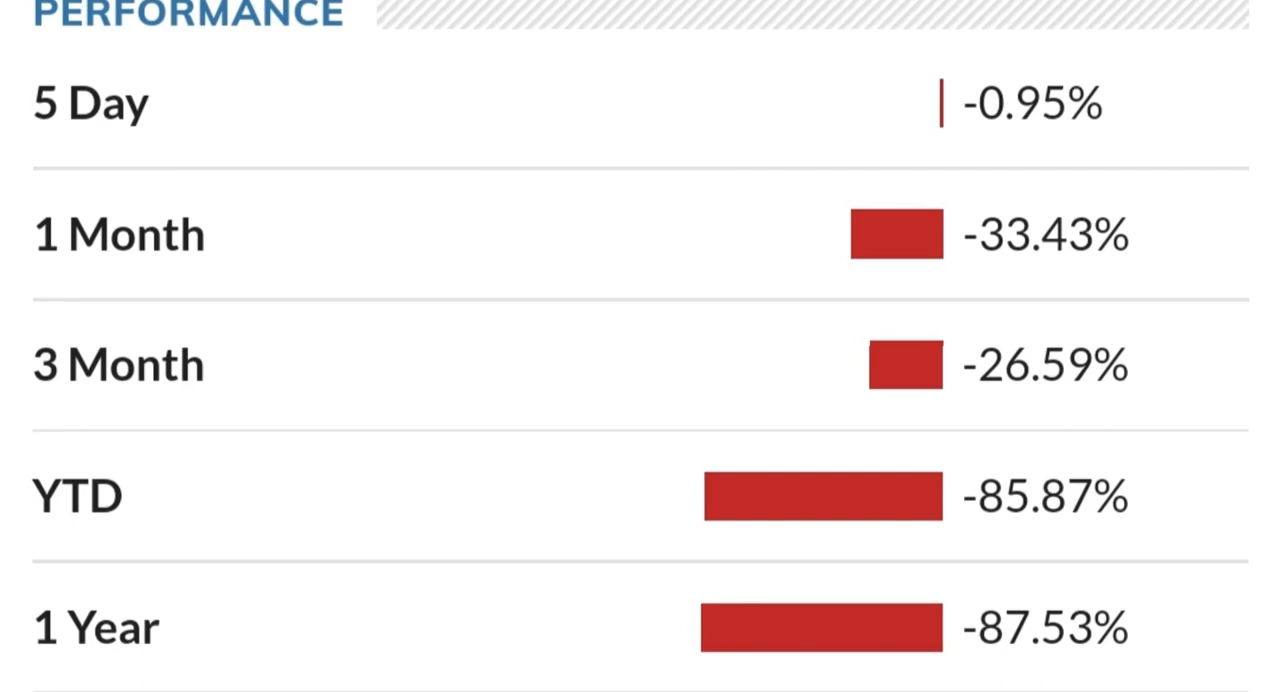 PERFORMANCE
5 Day -0.95%
1 Month -33.43%
3 Month -26.59%
YTD -85.87%
1 Year -87.53%